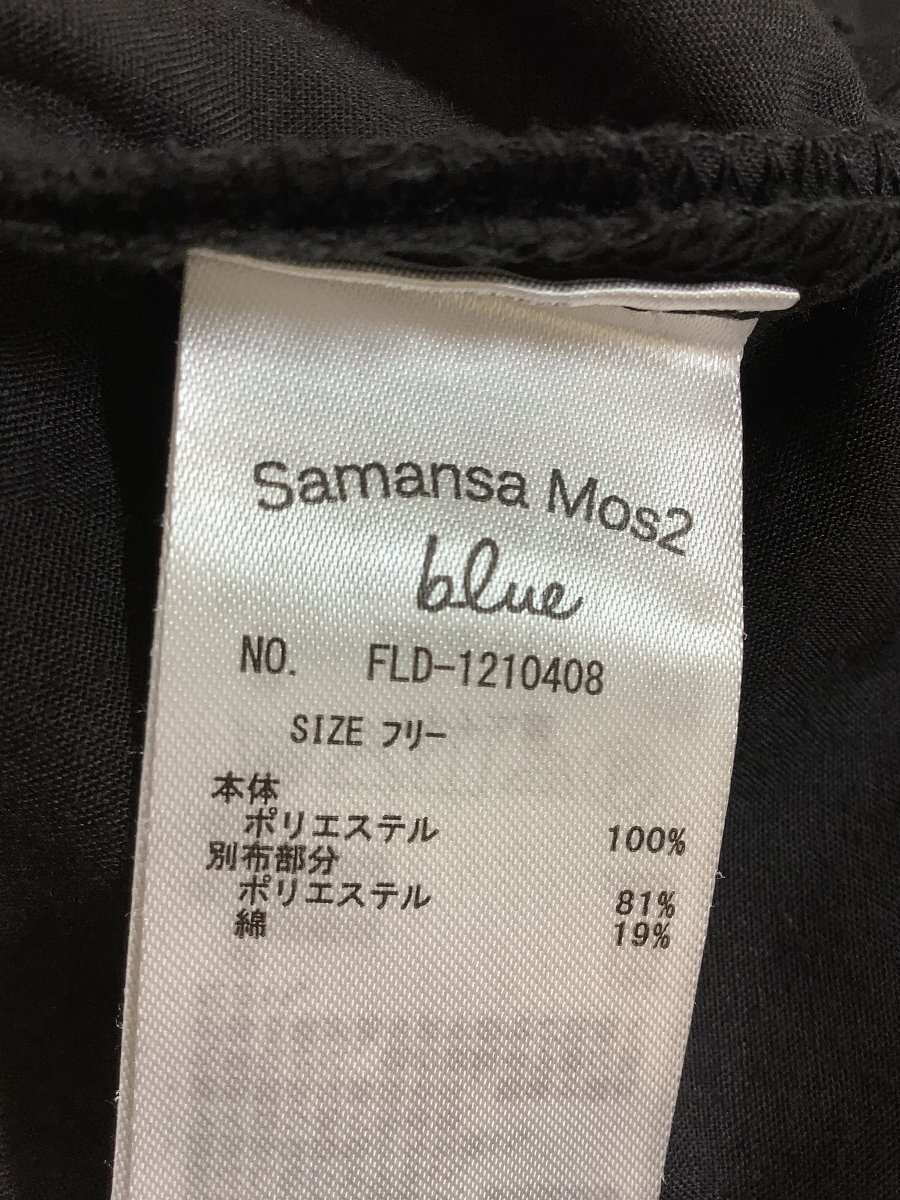 Samansa Mos2
blue
NO. FLD-1210408
SIZE フリー
本体
ポリエステル 100%
別布部分
ポリエステル 81%
綿 19%